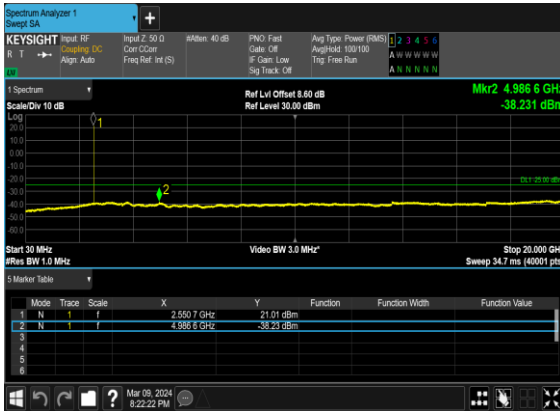 Spectrum Analyzer 1
Swept SA
KEYSIGHT Input: RF Input Z: 50 Ω #Atten: 40 dB PNO: Fast Avg Type: Power (RMS) 1 2 3 4 5 6
R T Coupling: DC Corr CCorr Gate: Off Avg|Hold: 100/100 A W W W W W
Align: Auto Freq Ref: Int (S) IF Gain: Low Trig: Free Run
Sig Track: Off A N N N N N
1 Spectrum Ref Lvl Offset 8.60 dB Mkr2 4.986 6 GHz
Scale/Div 10 dB Ref Level 30.00 dBm -38.231 dBm
Log
20.0
10.0
0.00
-10.0
-20.0
-30.0
-40.0
-50.0
-60.0
1
2
DL1 -25.00 dBm
Start 30 MHz Video BW 3.0 MHz* Stop 20.000 GHz
#Res BW 1.0 MHz Sweep 34.7 ms (40001 pts)
5 Marker Table
Mode Trace Scale X Y Function Function Width Function Value
1 N 1 f 2.550 7 GHz 21.01 dBm
2 N 1 f 4.986 6 GHz -38.23 dBm
3
4
5
6
Mar 09, 2024
8:22:22 PM